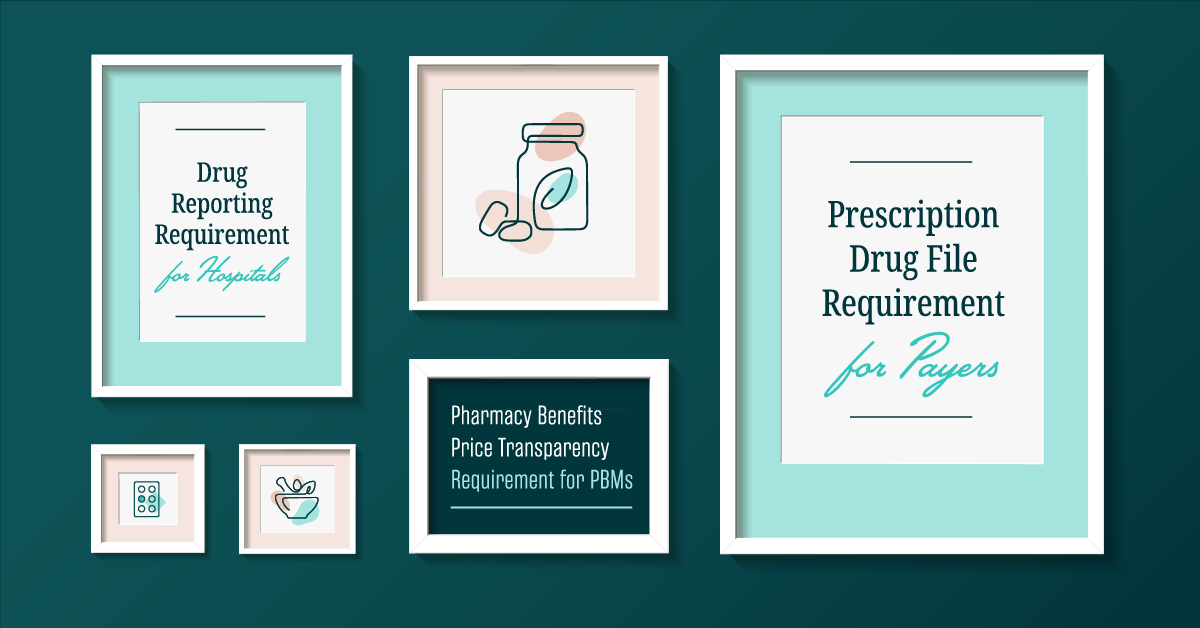 Drug
Reporting
Requirement
for Hospitals
Pharmacy Benefits
Price Transparency
Requirement for PBMs
Prescription
Drug File
Requirement
for Payers